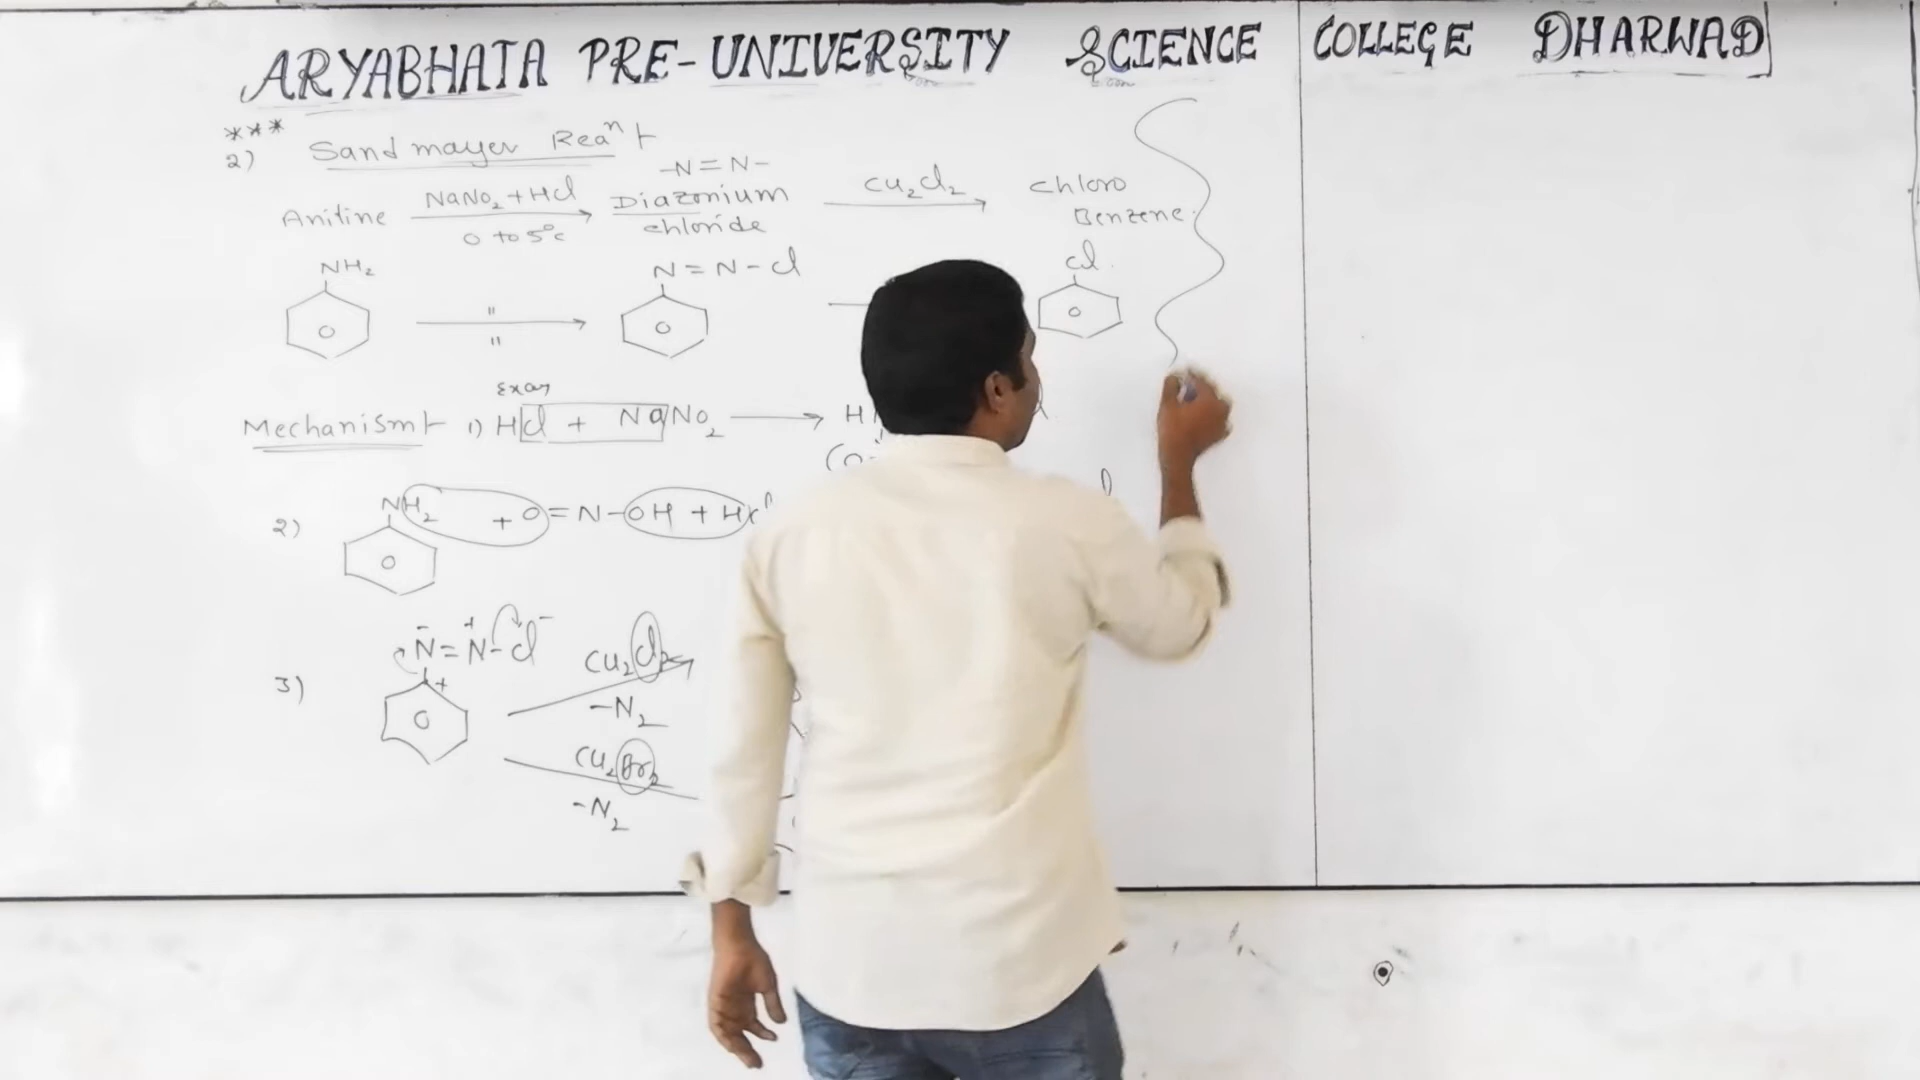 ARYABHATA PRE-UNIVERSITY SCIENCE COLLEGE DHARWAD
***
2) Sandmayer Reaⁿ
-N=N-
Aniline NaNO₂+HCl Diazonium Cu₂Cl₂ Chloro
0 to 5°c chloride Benzene.
NH₂ N=N-Cl Cl.
" "
Mechanism 1) HCl + NaNO₂ H
2) NH₂ + O=N-OH + HCl
3) N=N-Cl Cu₂Cl₂
-N₂
Cu₂Br₂
-N₂